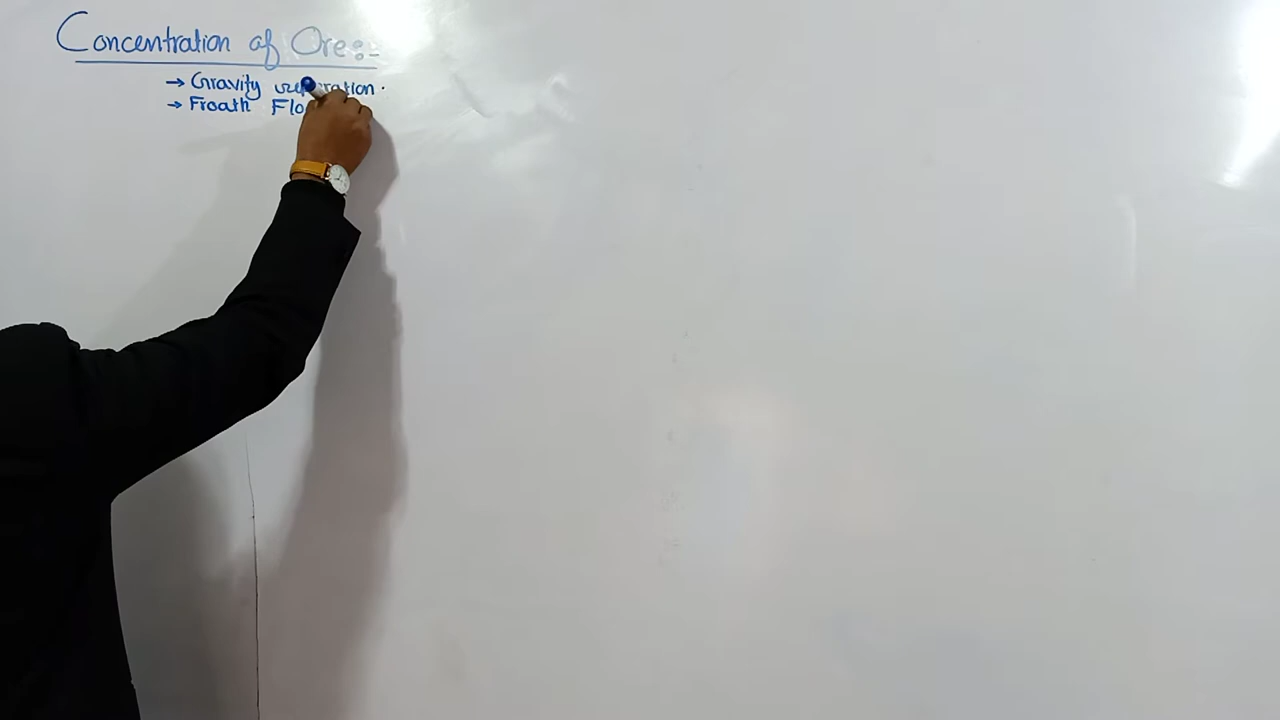 Concentration of Ore:-
→ Gravity separation.
→ Froath Flo